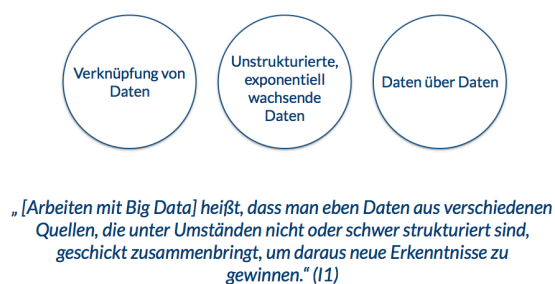 Verknüpfung von
Daten
Unstrukturierte,
exponentiell
wachsende
Daten
Daten über Daten
„ [Arbeiten mit Big Data] heißt, dass man eben Daten aus verschiedenen
Quellen, die unter Umständen nicht oder schwer strukturiert sind,
geschickt zusammenbringt, um daraus neue Erkenntnisse zu
gewinnen.“ (I1)